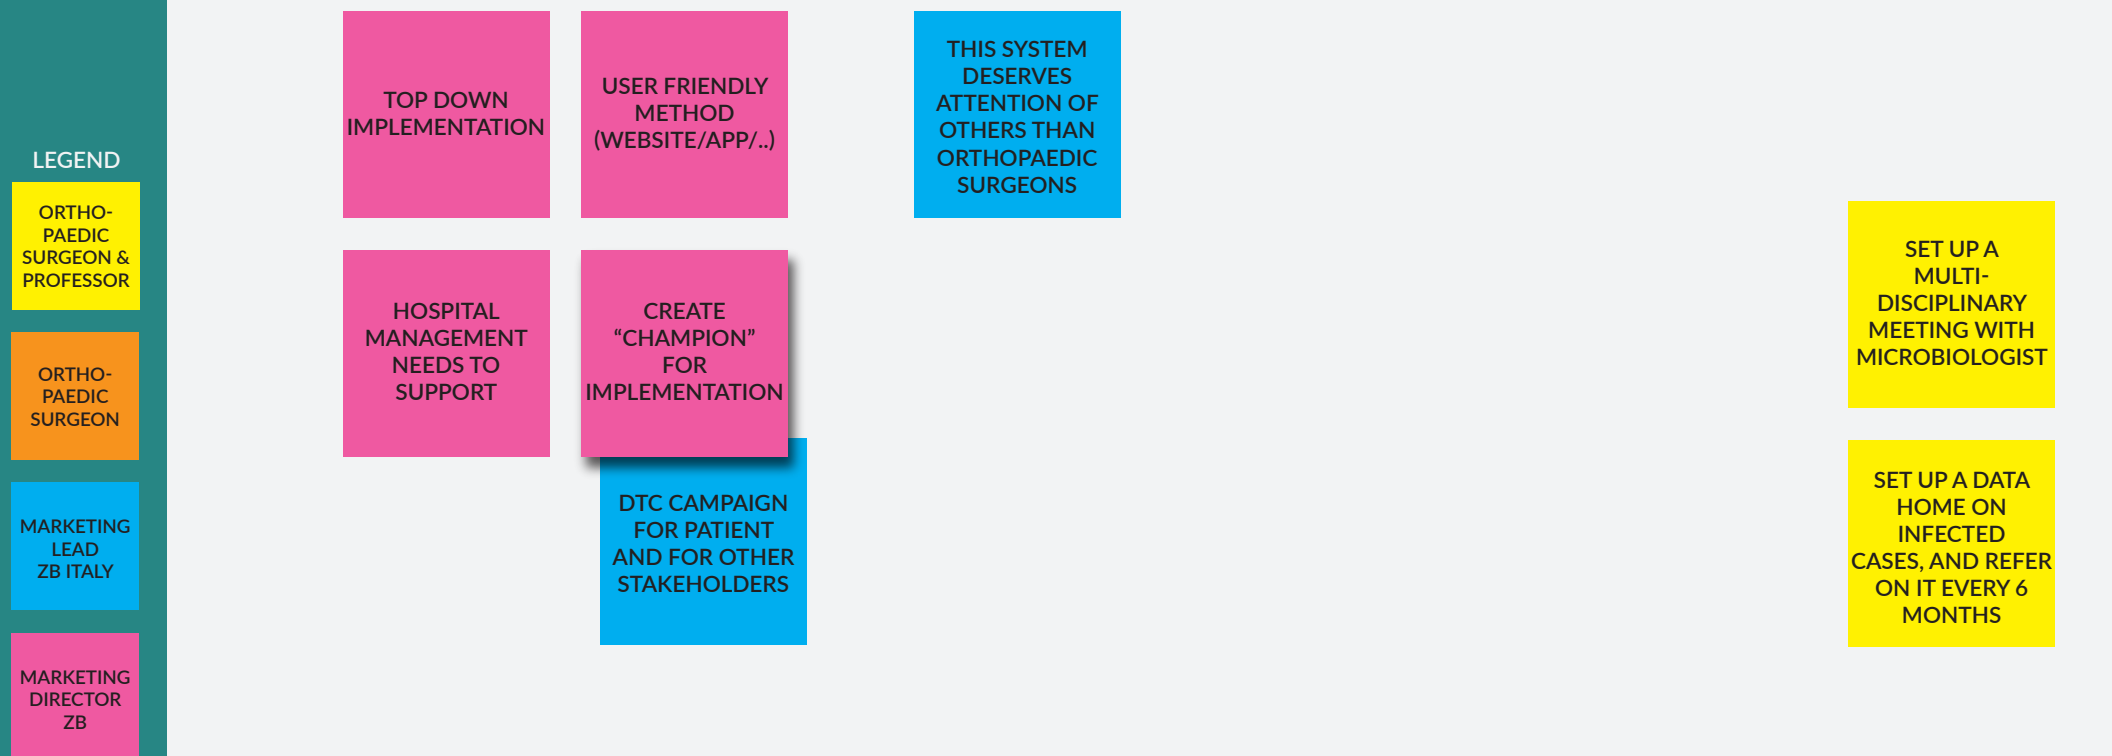 LEGEND
ORTHO-
PAEDIC
SURGEON &
PROFESSOR
ORTHO-
PAEDIC
SURGEON
MARKETING
LEAD
ZB ITALY
MARKETING
DIRECTOR
ZB
TOP DOWN
IMPLEMENTATION
USER FRIENDLY
METHOD
(WEBSITE/APP/..)
THIS SYSTEM
DESERVES
ATTENTION OF
OTHERS THAN
ORTHOPAEDIC
SURGEONS
HOSPITAL
MANAGEMENT
NEEDS TO
SUPPORT
CREATE
“CHAMPION”
FOR
IMPLEMENTATION
DTC CAMPAIGN
FOR PATIENT
AND FOR OTHER
STAKEHOLDERS
SET UP A
MULTI-
DISCIPLINARY
MEETING WITH
MICROBIOLOGIST
SET UP A DATA
HOME ON
INFECTED
CASES, AND REFER
ON IT EVERY 6
MONTHS